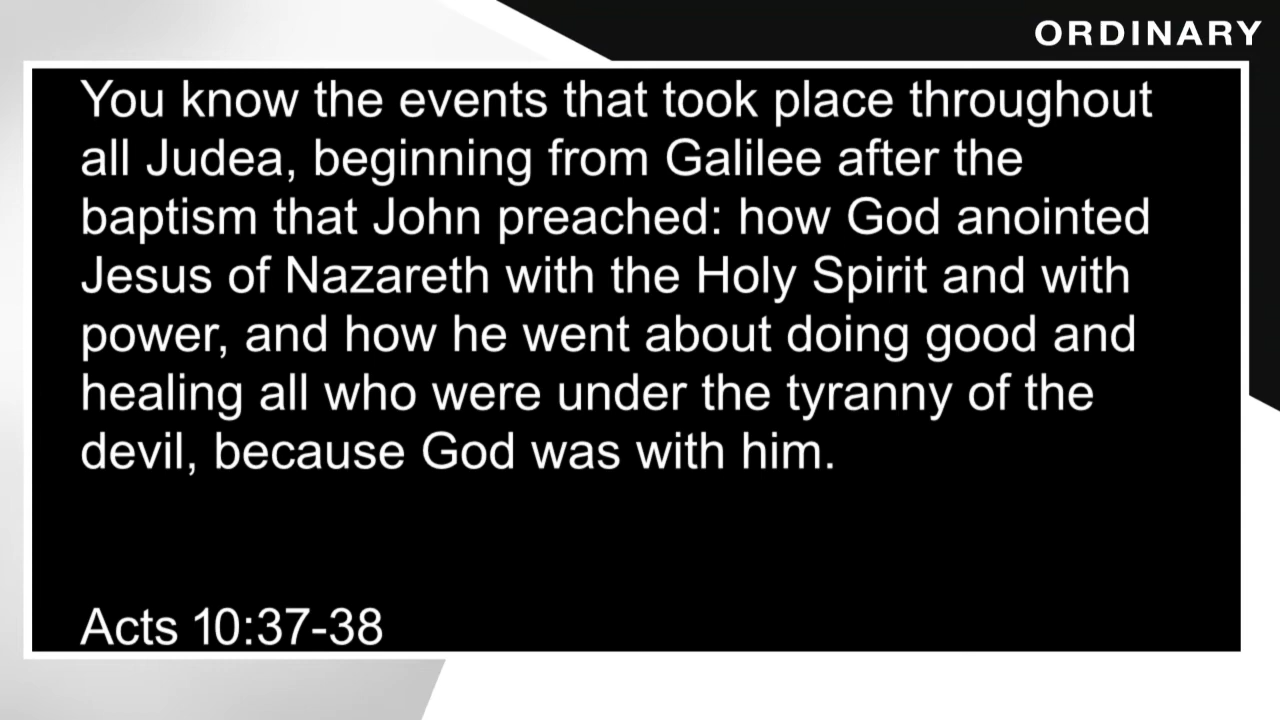 ORDINARY
You know the events that took place throughout
all Judea, beginning from Galilee after the
baptism that John preached: how God anointed
Jesus of Nazareth with the Holy Spirit and with
power, and how he went about doing good and
healing all who were under the tyranny of the
devil, because God was with him.
Acts 10:37-38